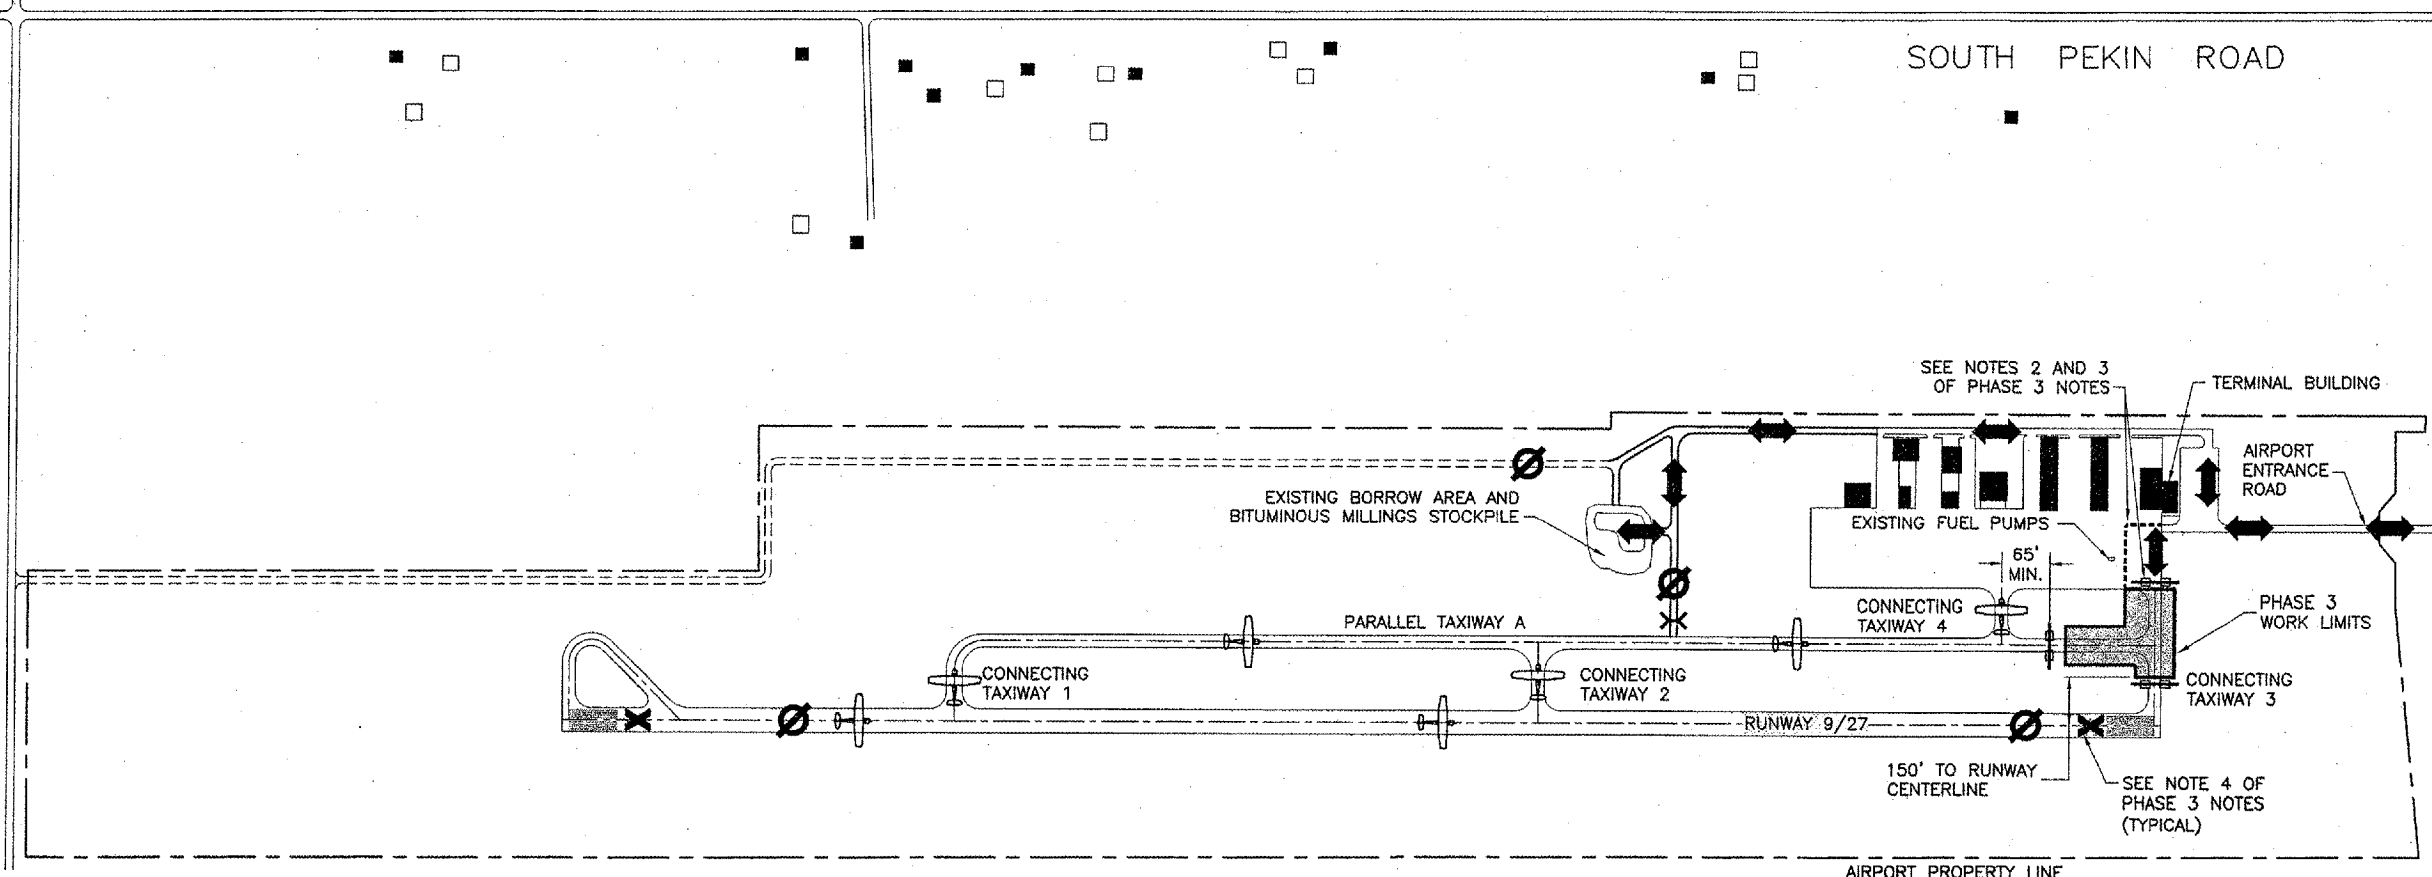 SOUTH PEKIN ROAD
SEE NOTES 2 AND 3
OF PHASE 3 NOTES
TERMINAL BUILDING
AIRPORT
ENTRANCE
ROAD
EXISTING BORROW AREA AND
BITUMINOUS MILLINGS STOCKPILE
EXISTING FUEL PUMPS
65'
MIN.
CONNECTING
TAXIWAY 4
PHASE 3
WORK LIMITS
PARALLEL TAXIWAY A
CONNECTING
TAXIWAY 1
CONNECTING
TAXIWAY 2
CONNECTING
TAXIWAY 3
RUNWAY 9/27
150' TO RUNWAY
CENTERLINE
SEE NOTE 4 OF
PHASE 3 NOTES
(TYPICAL)
AIRPORT PROPERTY LINE